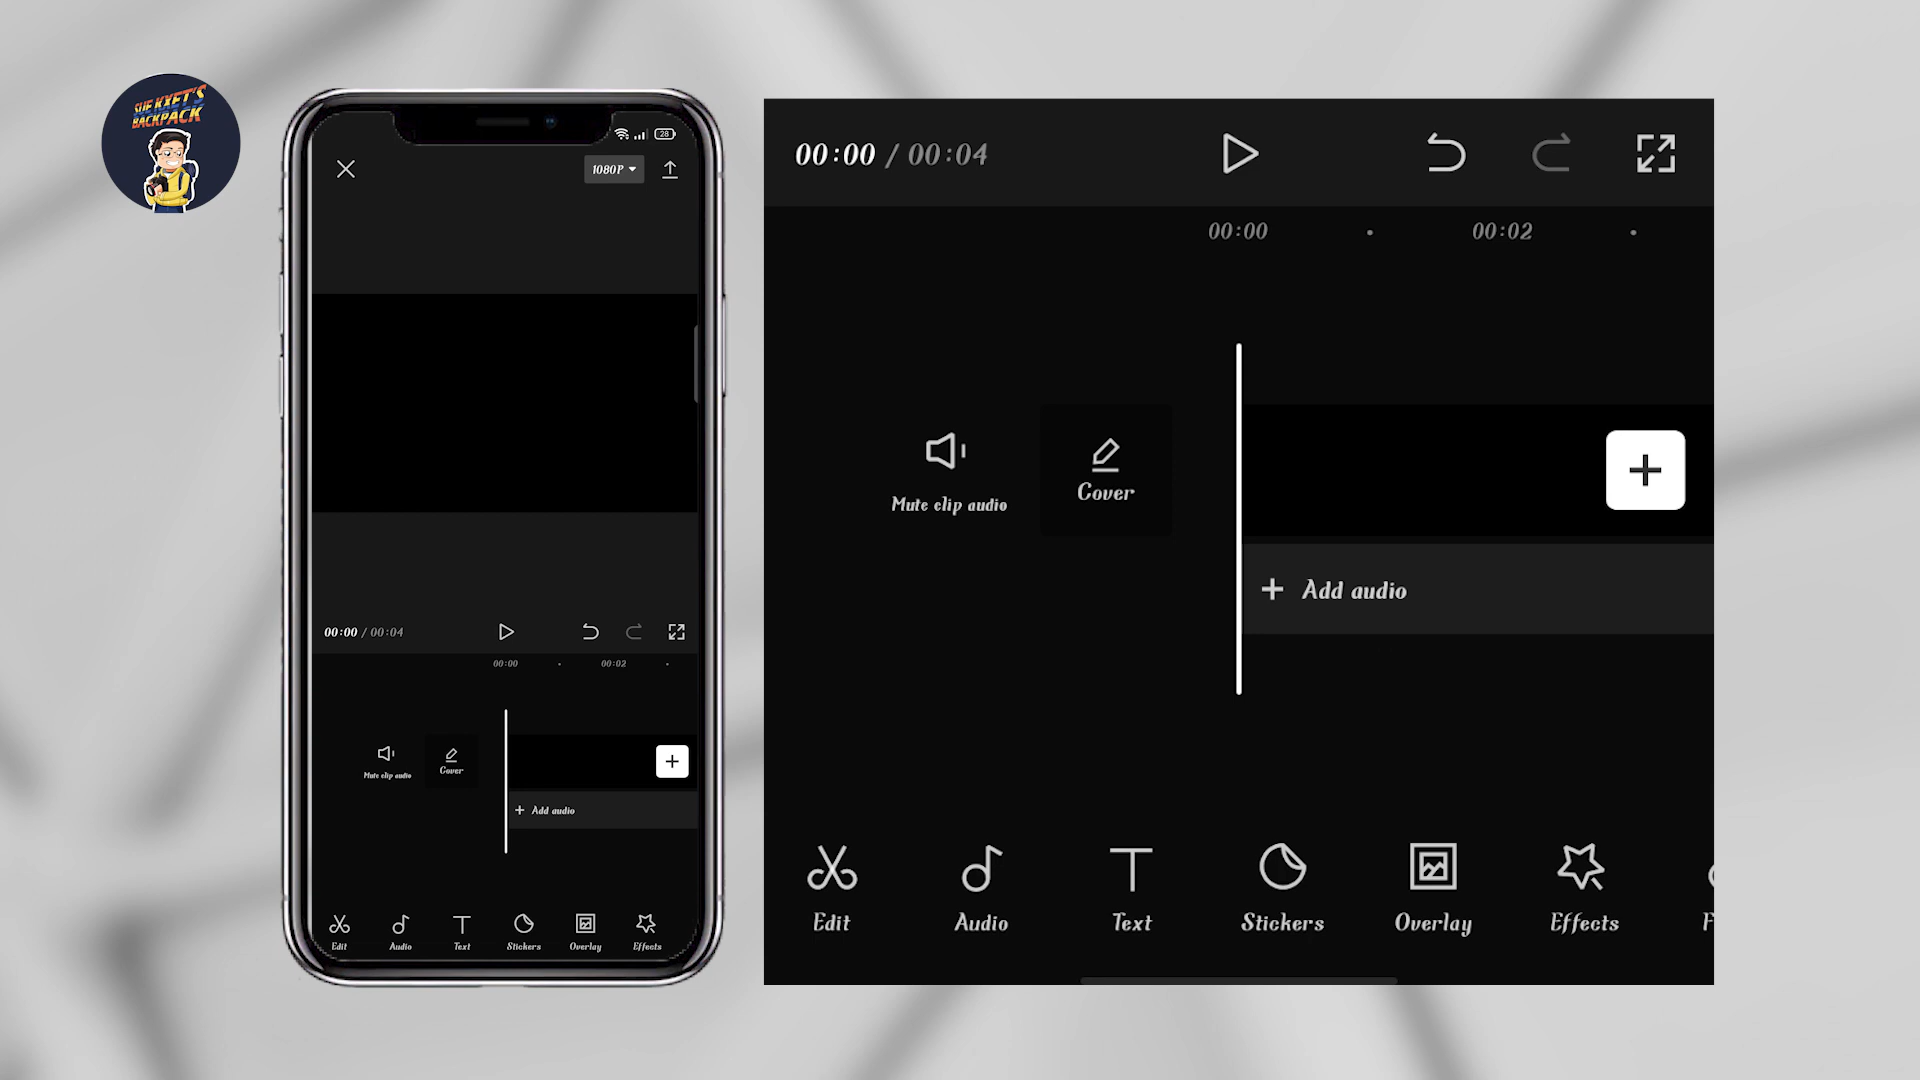 SUE KXET'S
BACKPACK
28
1080P
00:00 / 00:04
00:00
00:02
Mute clip audio
Cover
Add audio
Edit
Audio
Text
Stickers
Overlay
Effects
00:00 / 00:04
00:00
00:02
Mute clip audio
Cover
Add audio
Edit
Audio
Text
Stickers
Overlay
Effects
F